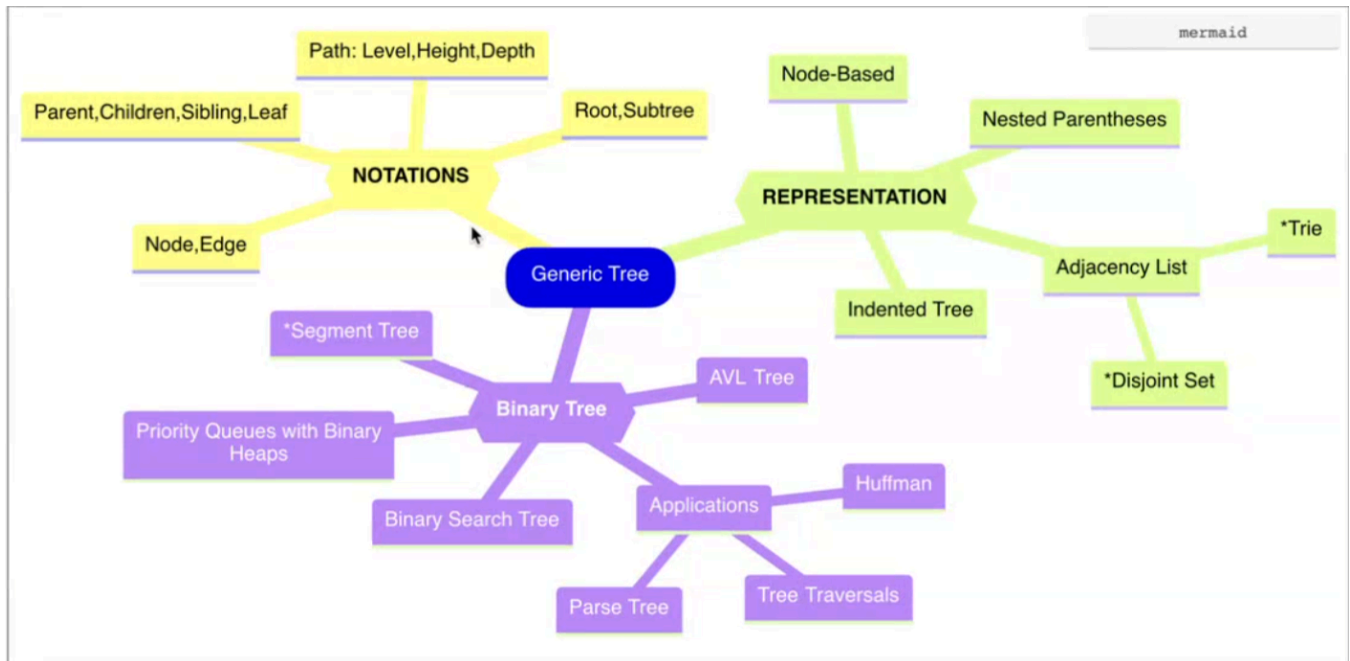 mermaid
Path: Level,Height,Depth
Parent,Children,Sibling,Leaf
Root,Subtree
NOTATIONS
Node,Edge
Node-Based
Nested Parentheses
REPRESENTATION
*Trie
Adjacency List
Indented Tree
*Disjoint Set
Generic Tree
*Segment Tree
AVL Tree
Binary Tree
Priority Queues with Binary
Heaps
Binary Search Tree
Applications
Huffman
Parse Tree
Tree Traversals